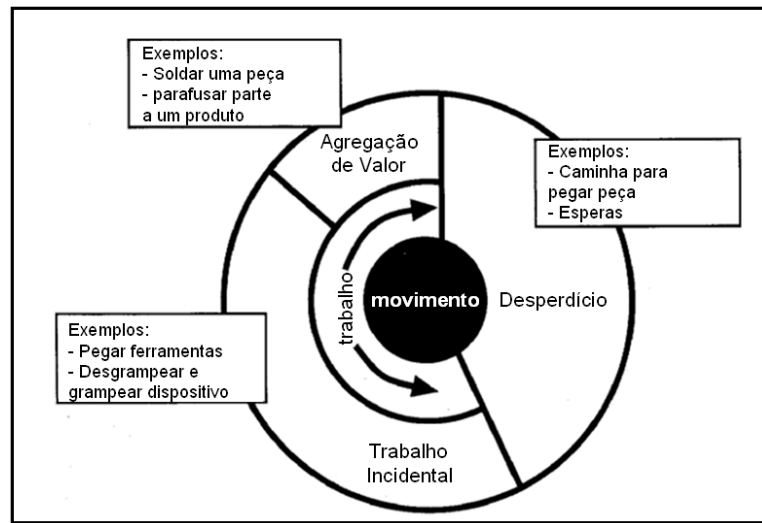 Exemplos:
- Soldar uma peça
- parafusar parte
a um produto
Agregação
de Valor
Exemplos:
- Caminha para
pegar peça
- Esperas
trabalho
movimento
Desperdício
Exemplos:
- Pegar ferramentas
- Desgrampear e
grampear dispositivo
Trabalho
Incidental